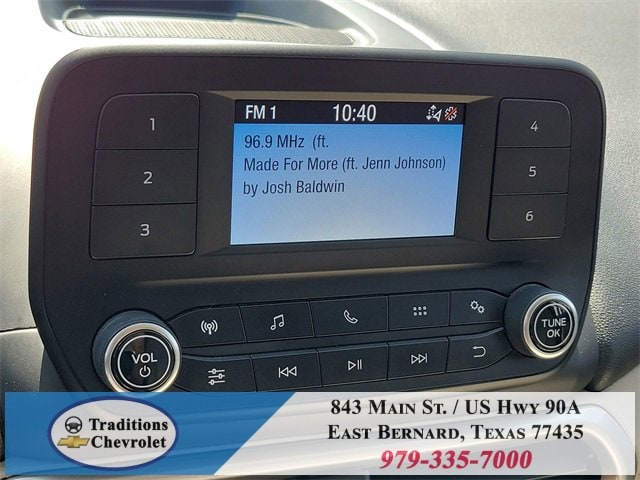 FM 1 10:40
96.9 MHz (ft.
Made For More (ft. Jenn Johnson)
by Josh Baldwin
1
2
3
4
5
6
VOL
TUNE
OK
Traditions
Chevrolet
843 Main St. / US Hwy 90A
East Bernard, Texas 77435
979-335-7000